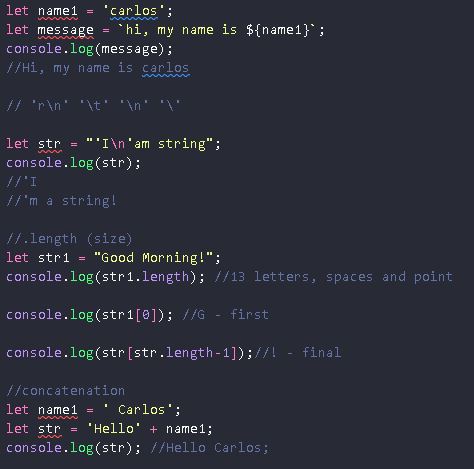 let name1 = 'carlos';
let message = `hi, my name is ${name1}`;
console.log(message);
//Hi, my name is carlos
// 'r\n' '\t' '\n' '\'
let str = "'I\n'am string";
console.log(str);
//'I
//'m a string!
//.length (size)
let str1 = "Good Morning!";
console.log(str1.length); //13 letters, spaces and point
console.log(str1[0]); //G - first
console.log(str[str.length-1]);//! - final
//concatenation
let name1 = ' Carlos';
let str = 'Hello' + name1;
console.log(str); //Hello Carlos;